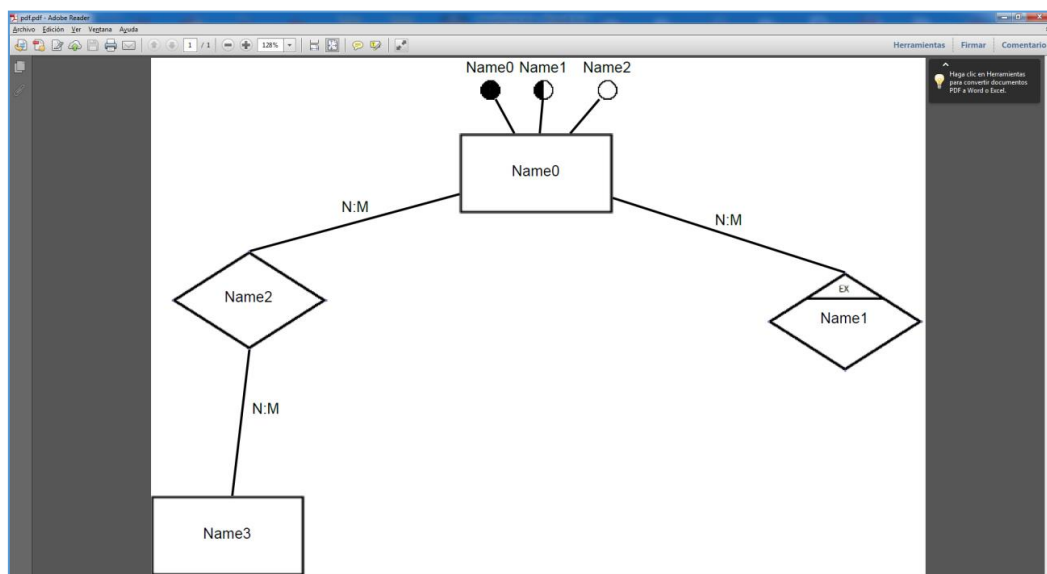 pdf.pdf - Adobe Reader
Archivo Edición Ver Ventana Ayuda
1 / 1 128% Herramientas Firmar Comentario
Haga clic en Herramientas
para convertir documentos
PDF a Word o Excel.
Name0 Name1 Name2
Name0
N:M N:M
Name2
EX
Name1
N:M
Name3